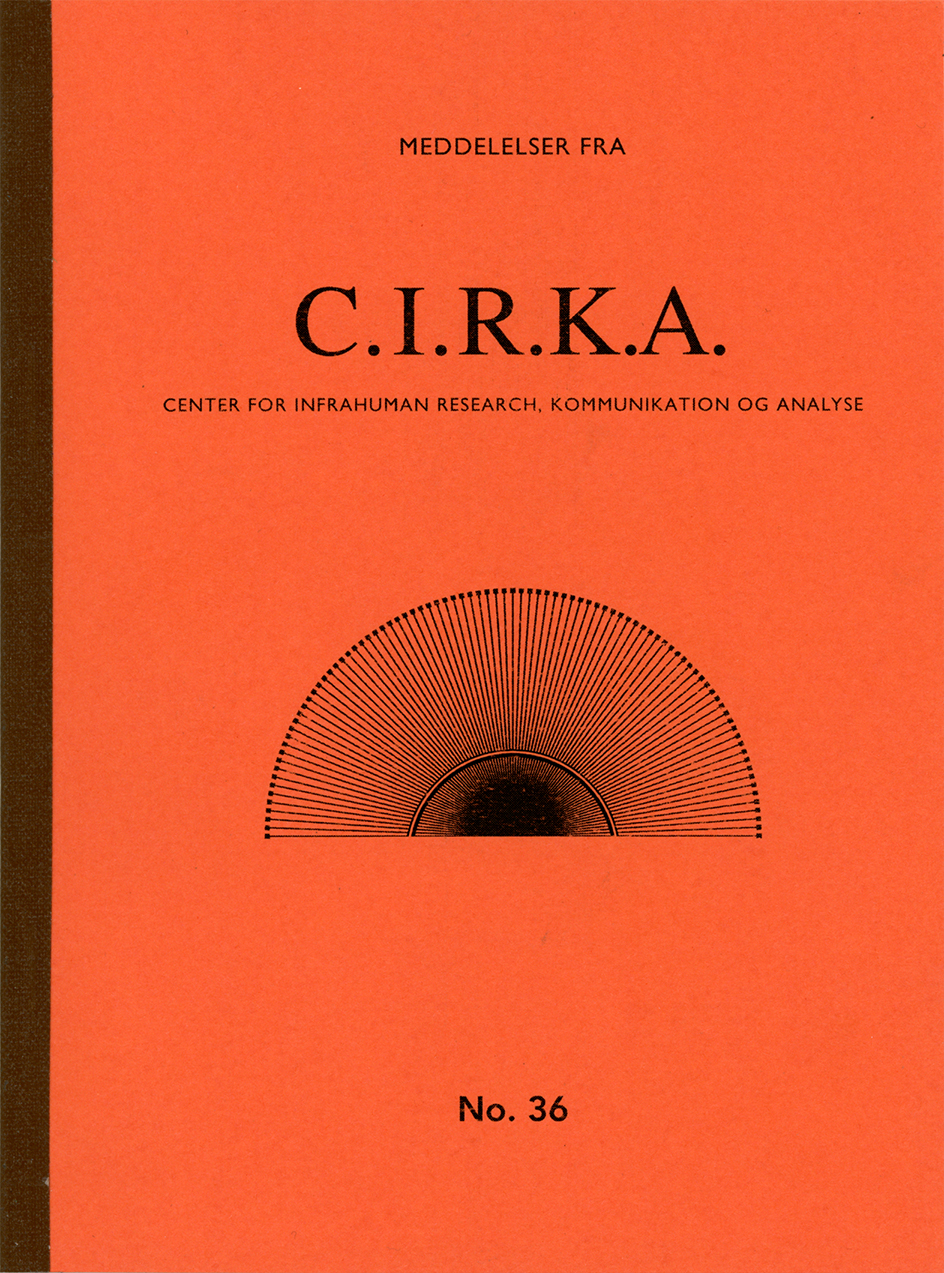 MEDDELELSER FRA
C.I.R.K.A.
CENTER FOR INFRAHUMAN RESEARCH, KOMMUNIKATION OG ANALYSE
No. 36